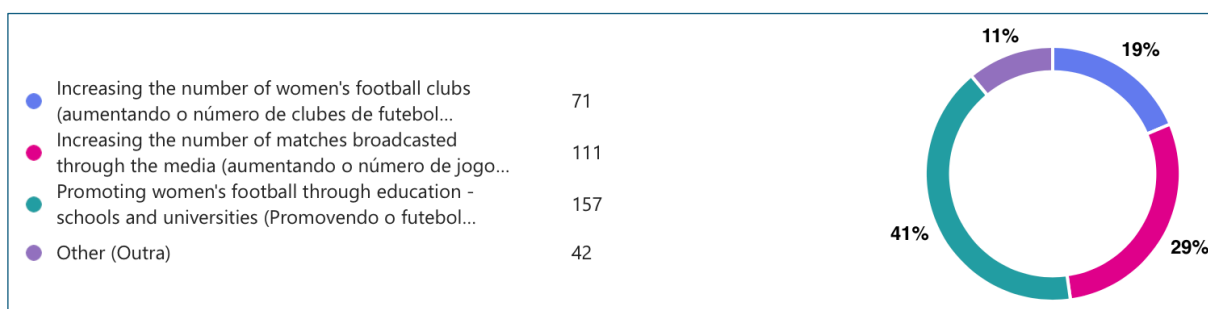 Increasing the number of women's football clubs
(aumentando o número de clubes de futebol...
71
Increasing the number of matches broadcasted
through the media (aumentando o número de jogo...
111
Promoting women's football through education -
schools and universities (Promovendo o futebol...
157
Other (Outra)
42
11%
19%
41%
29%